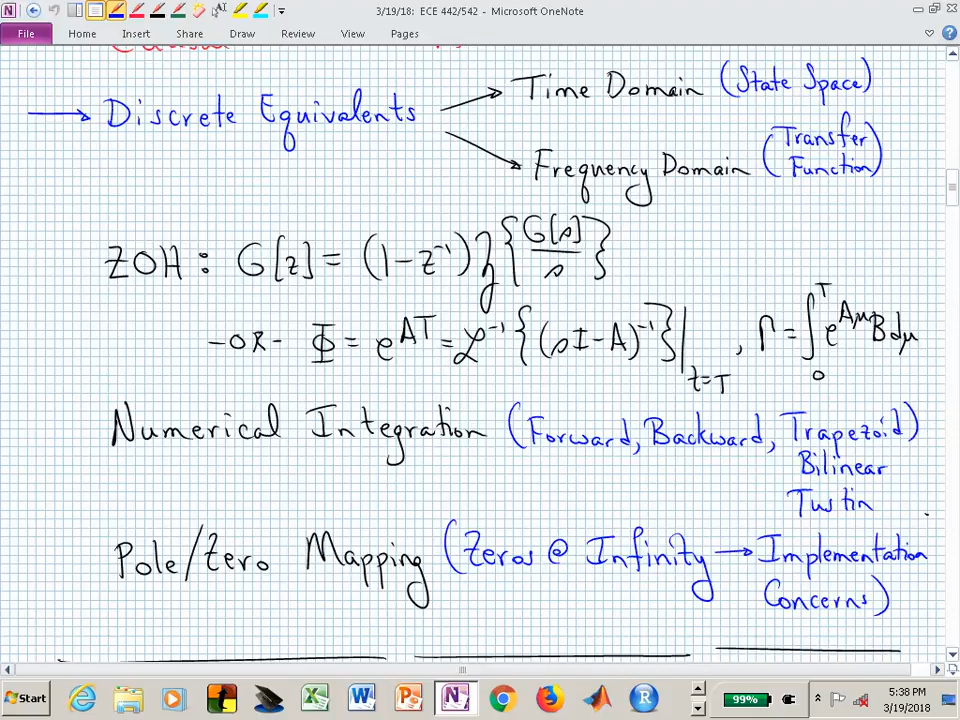 3/19/18: ECE 442/542 - Microsoft OneNote
File Home Insert Share Draw Review View Pages
→ Discrete Equivalents
Time Domain (State Space)
Frequency Domain (Transfer Function)
ZOH: G[z] = (1-z⁻¹) 𝒵{G[s]/s}
-OR- Φ = e^{AT} = ℒ⁻¹{(sI-A)⁻¹}|_{t=T}, Γ = ∫₀ᵀ e^{Aμ}B dμ
Numerical Integration (Forward, Backward, Trapezoid)
Bilinear
Tustin
Pole/Zero Mapping (Zeros @ Infinity → Implementation
Concerns)
Start
99%
5:38 PM
3/19/2018